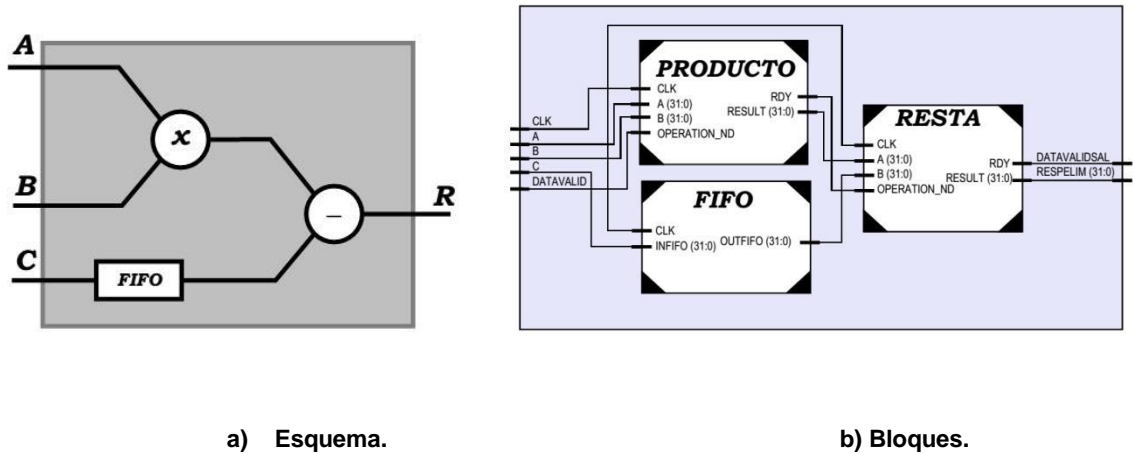 A
x
B
–
R
C
FIFO
PRODUCTO
CLK
A (31:0)
B (31:0)
OPERATION_ND
RDY
RESULT (31:0)
CLK
A
B
C
DATAVALID
FIFO
CLK
INFIFO (31:0)
OUTFIFO (31:0)
RESTA
CLK
A (31:0)
B (31:0)
OPERATION_ND
RDY
RESULT (31:0)
DATAVALIDSAL
RESPELIM (31:0)
a) Esquema.
b) Bloques.